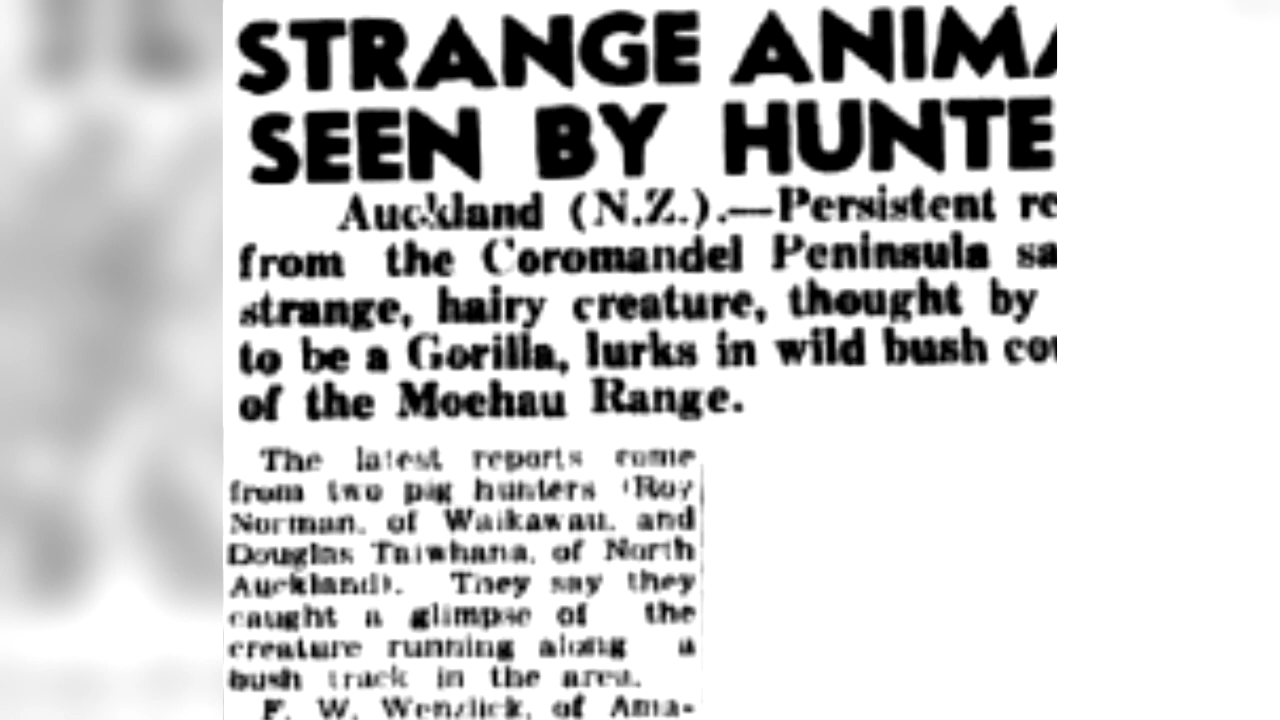 STRANGE ANIMA
SEEN BY HUNTE
Auckland (N.Z.).—Persistent re
from the Coromandel Peninsula sa
strange, hairy creature, thought by
to be a Gorilla, lurks in wild bush cou
of the Moehau Range.
The latest reports come
from two pig hunters (Roy
Norman, of Waikawau, and
Douglas Taiwhana, of North
Auckland). They say they
caught a glimpse of the
creature running along a
bush track in the area.
F. W. Wenzlick, of Ama-